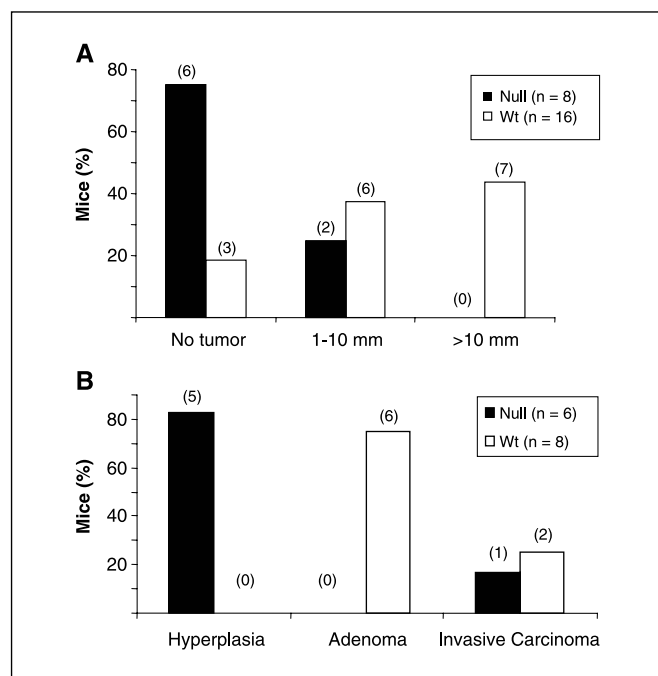 A
80
60
40
20
Mice (%)
(6)
(3)
(2)
(6)
(0)
(7)
Null (n = 8)
Wt (n = 16)
No tumor
1-10 mm
>10 mm
B
80
60
40
20
Mice (%)
(5)
(0)
(0)
(6)
(1)
(2)
Null (n = 6)
Wt (n = 8)
Hyperplasia
Adenoma
Invasive Carcinoma